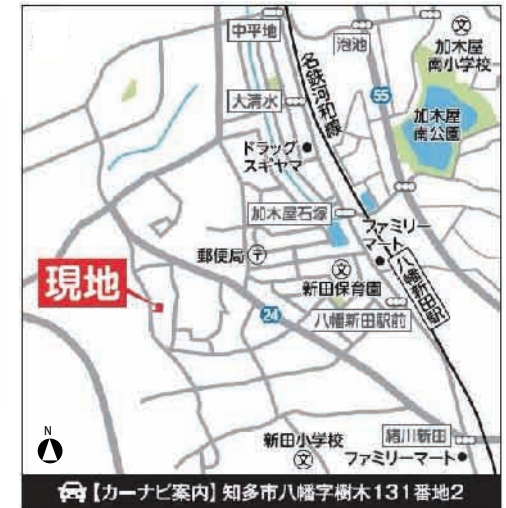 中平地
泡池
文
加木屋
南小学校
名鉄河和線
大清水
55
加木屋
南公園
ドラッグ
スギヤマ
加木屋石塚
ファミリー
マート
郵便局
〒
文
新田保育園
八幡新田駅
現地
24
八幡新田駅前
N
新田小学校
文
緒川新田
ファミリーマート
【カーナビ案内】知多市八幡字樹木131番地2